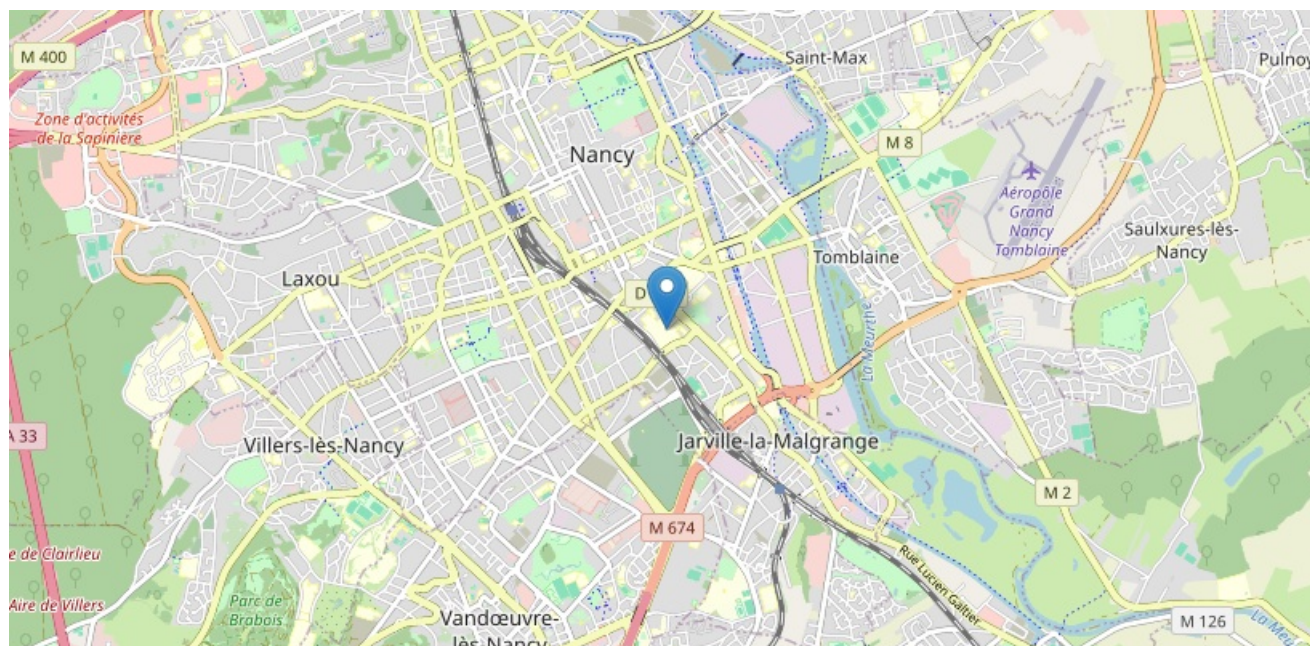 M 400
Saint-Max
Pulnoy
Zone d'activités
de la Sapinière
Nancy
M 8
Aéropôle
Grand
Nancy
Tomblaine
Saulxures-lès-
Nancy
Laxou
Tomblaine
D
La Meurthe
A 33
Villers-lès-Nancy
Jarville-la-Malgrange
M 2
M 674
e de Clairlieu
Rue Lucien Galtier
Aire de Villers
Parc de
Brabois
Vandœuvre-
lès-Nancy
M 126
La Meu